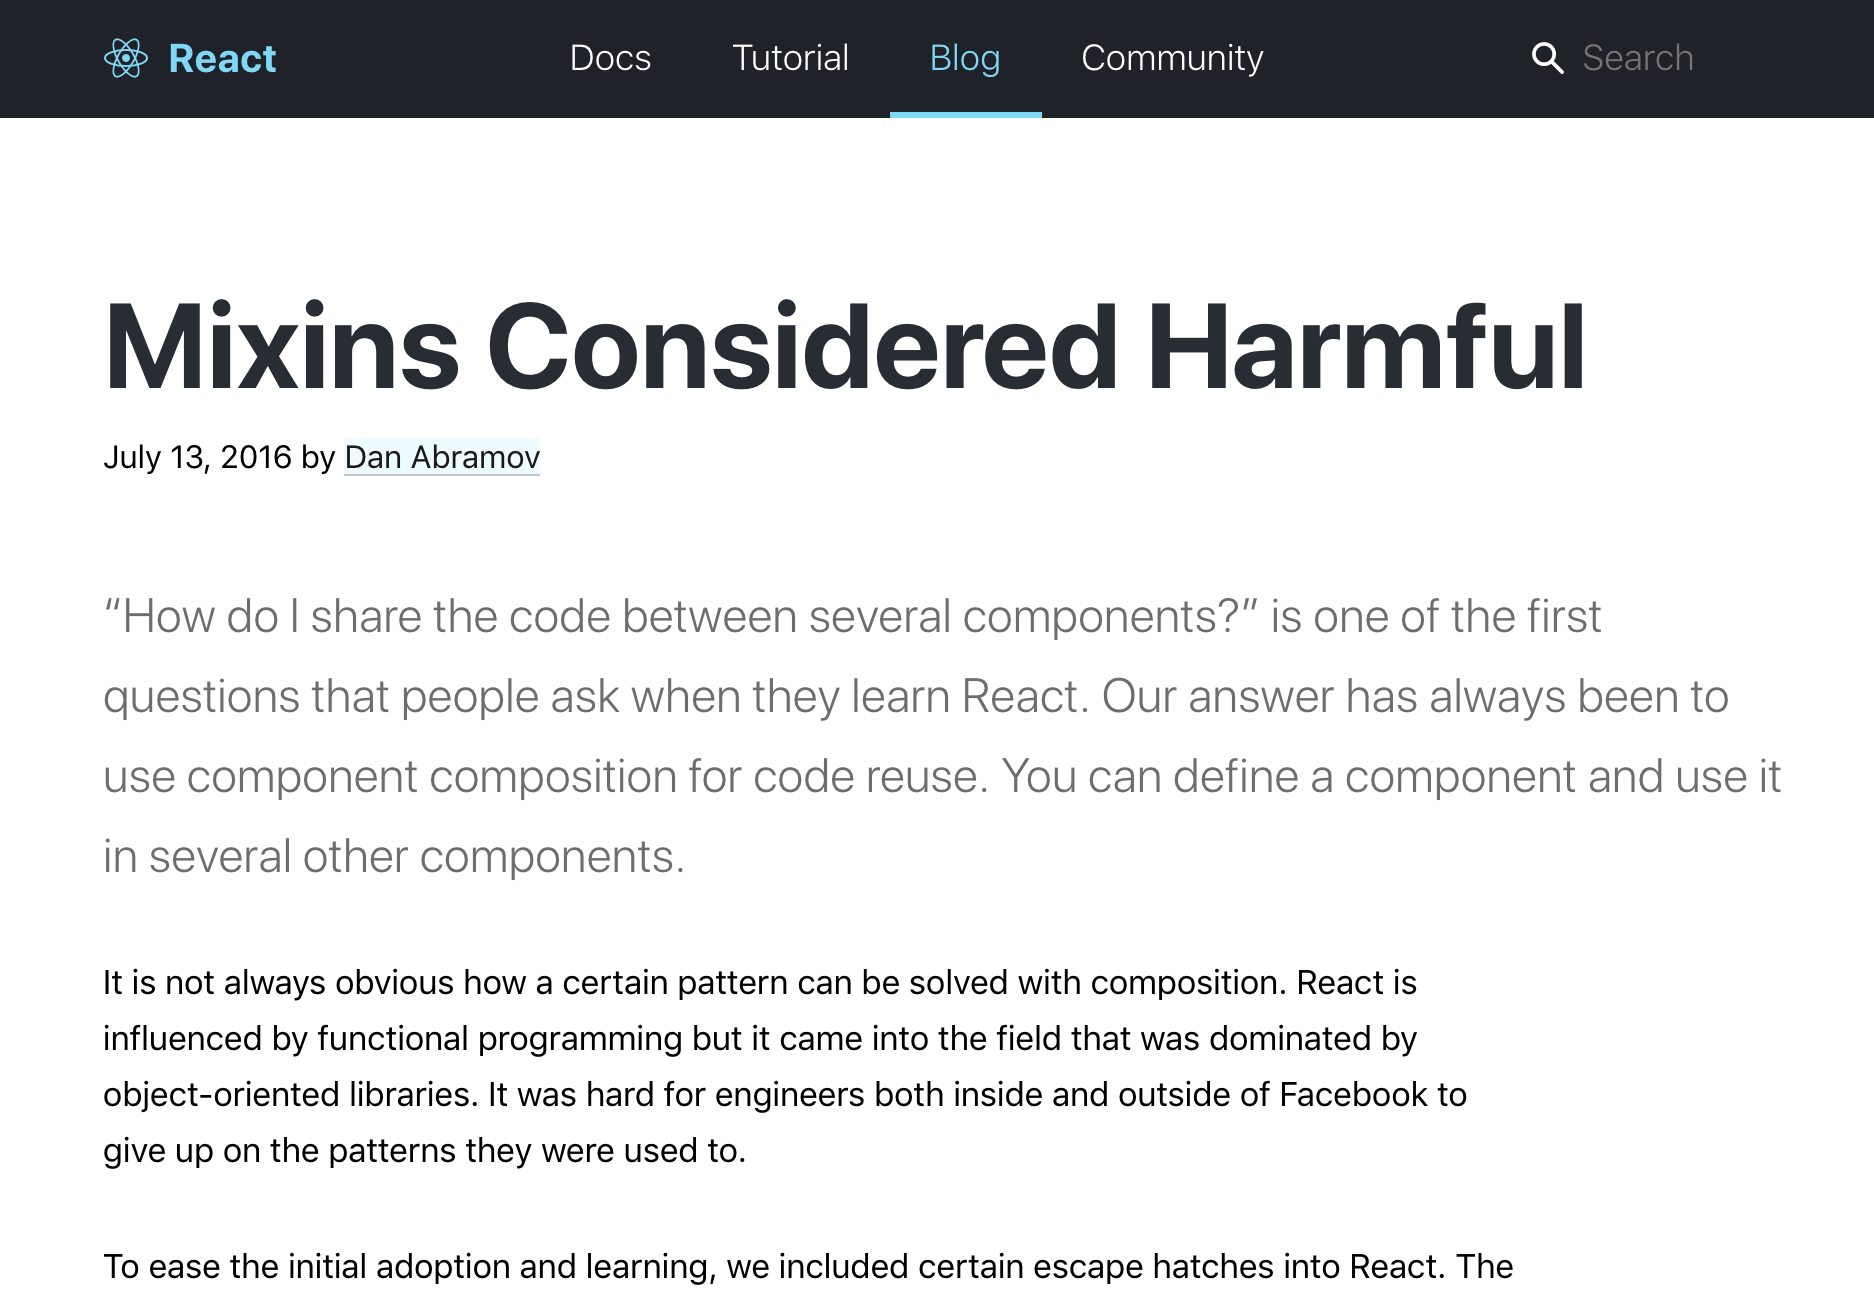 React
Docs
Tutorial
Blog
Community
Search
Mixins Considered Harmful
July 13, 2016 by Dan Abramov
“How do I share the code between several components?” is one of the first
questions that people ask when they learn React. Our answer has always been to
use component composition for code reuse. You can define a component and use it
in several other components.
It is not always obvious how a certain pattern can be solved with composition. React is
influenced by functional programming but it came into the field that was dominated by
object-oriented libraries. It was hard for engineers both inside and outside of Facebook to
give up on the patterns they were used to.
To ease the initial adoption and learning, we included certain escape hatches into React. The